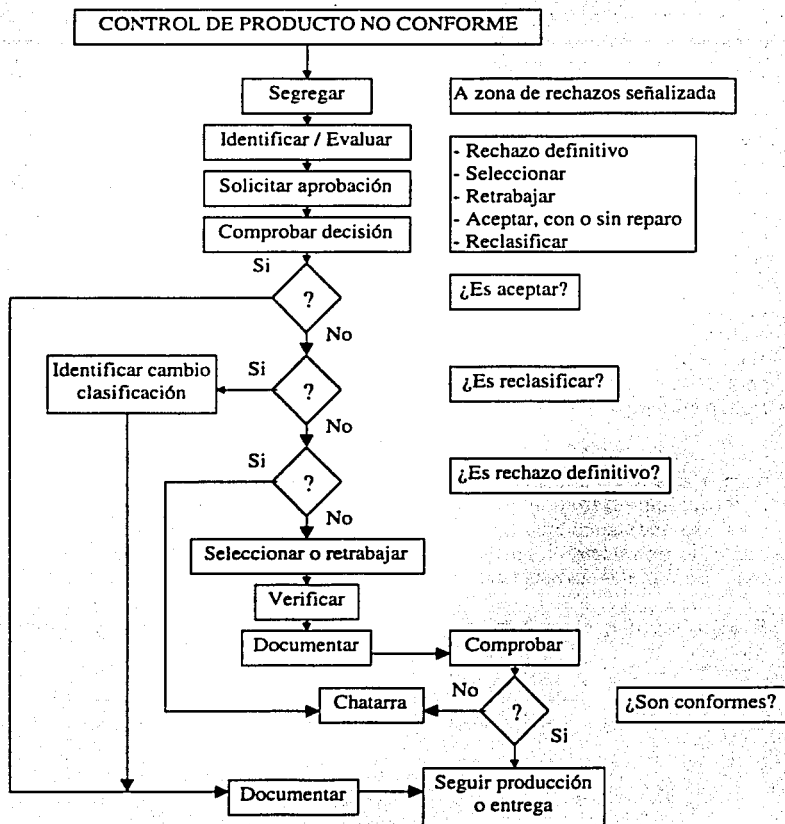 CONTROL DE PRODUCTO NO CONFORME
Segregar
A zona de rechazos señalizada
Identificar / Evaluar
- Rechazo definitivo
- Seleccionar
- Retrabajar
- Aceptar, con o sin reparo
- Reclasificar
Solicitar aprobación
Comprobar decisión
Si
?
¿Es aceptar?
No
Identificar cambio
clasificación
Si
?
¿Es reclasificar?
No
Si
?
¿Es rechazo definitivo?
No
Seleccionar o retrabajar
Verificar
Documentar
Comprobar
Chatarra
No
?
¿Son conformes?
Si
Documentar
Seguir producción
o entrega